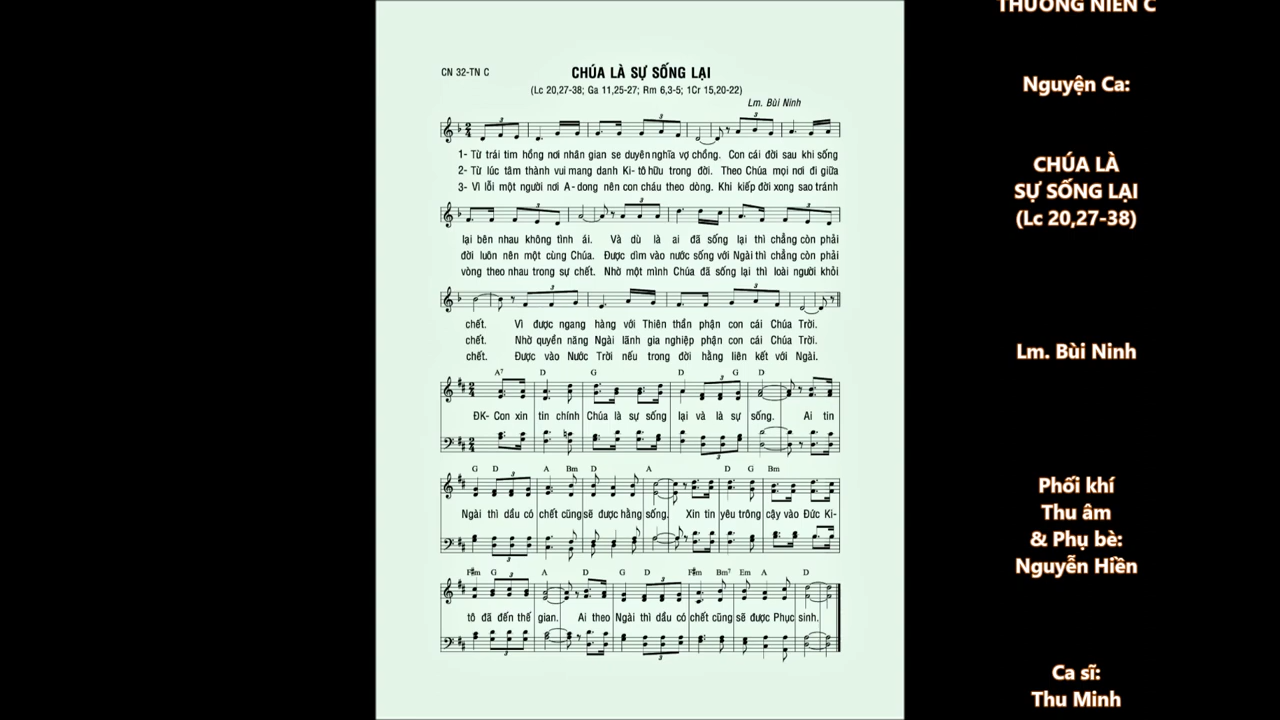 CN 32-TN C
CHÚA LÀ SỰ SỐNG LẠI
(Lc 20,27-38; Ga 11,25-27; Rm 6,3-5; 1Cr 15,20-22)
Lm. Bùi Ninh
1- Từ trái tim hồng nơi nhân gian se duyên nghĩa vợ chồng. Con cái đời sau khi sống
2- Từ lúc tâm thành vui mang danh Ki- tô hữu trong đời. Theo Chúa mọi nơi đi giữa
3- Vì lỗi một người nơi A- dong nên con cháu theo dòng. Khi kiếp đời xong sao tránh
lại bên nhau không tình ái. Và dù là ai đã sống lại thì chẳng còn phải
đời luôn nên một cùng Chúa. Được dìm vào nước sống với Ngài thì chẳng còn phải
vòng theo nhau trong sự chết. Nhờ một mình Chúa đã sống lại thì loài người khỏi
chết. Vì được ngang hàng với Thiên thần phận con cái Chúa Trời.
chết. Nhờ quyền năng Ngài lãnh gia nghiệp phận con cái Chúa Trời.
chết. Được vào Nước Trời nếu trong đời hằng liên kết với Ngài.
A7 D G D G D
ĐK- Con xin tin chính Chúa là sự sống lại và là sự sống. Ai tin
G D A Bm D A D G Bm
Ngài thì dầu có chết cũng sẽ được hằng sống. Xin tin yêu trông cậy vào Đức Ki-
F#m G A D G D F#m Bm7 Em A D
tô đã đến thế gian. Ai theo Ngài thì dầu có chết cũng sẽ được Phục sinh.
THƯỜNG NIÊN C
Nguyện Ca:
CHÚA LÀ
SỰ SỐNG LẠI
(Lc 20,27-38)
Lm. Bùi Ninh
Phối khí
Thu âm
& Phụ bè:
Nguyễn Hiền
Ca sĩ:
Thu Minh